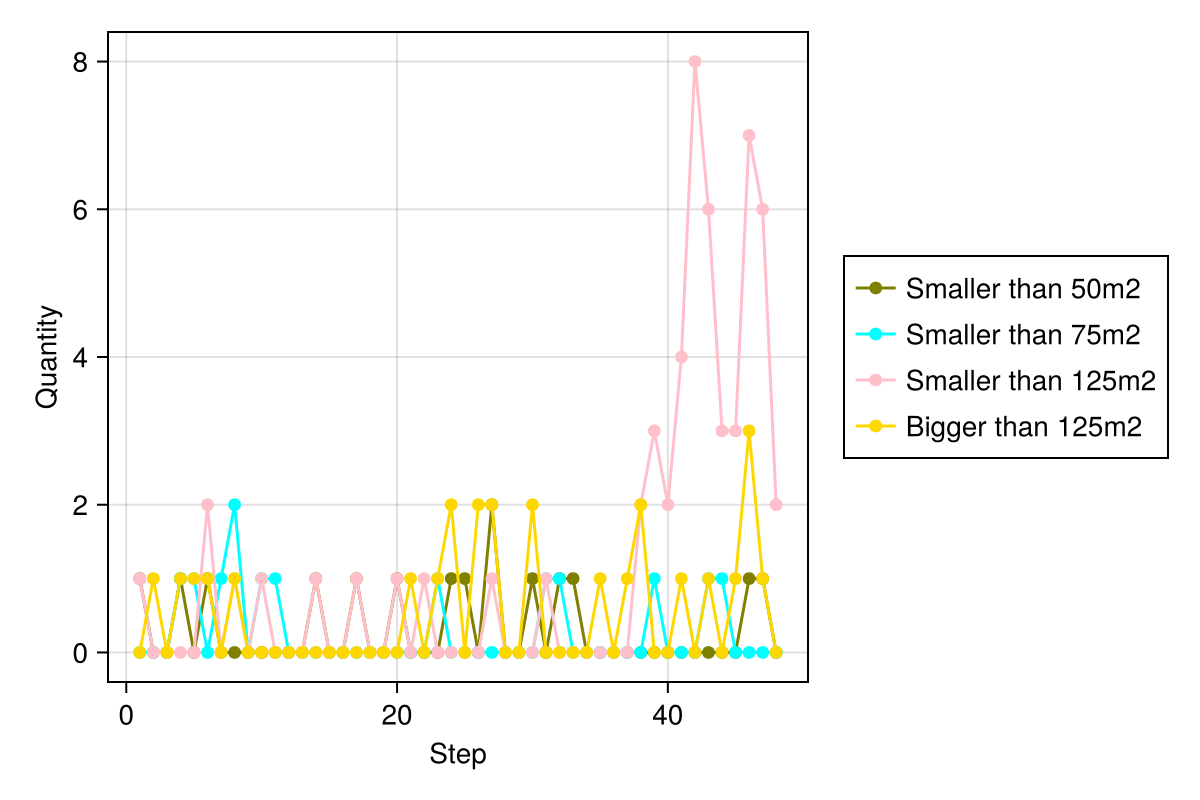 8
6
4
2
0
Quantity
0 20 40
Step
Smaller than 50m2
Smaller than 75m2
Smaller than 125m2
Bigger than 125m2